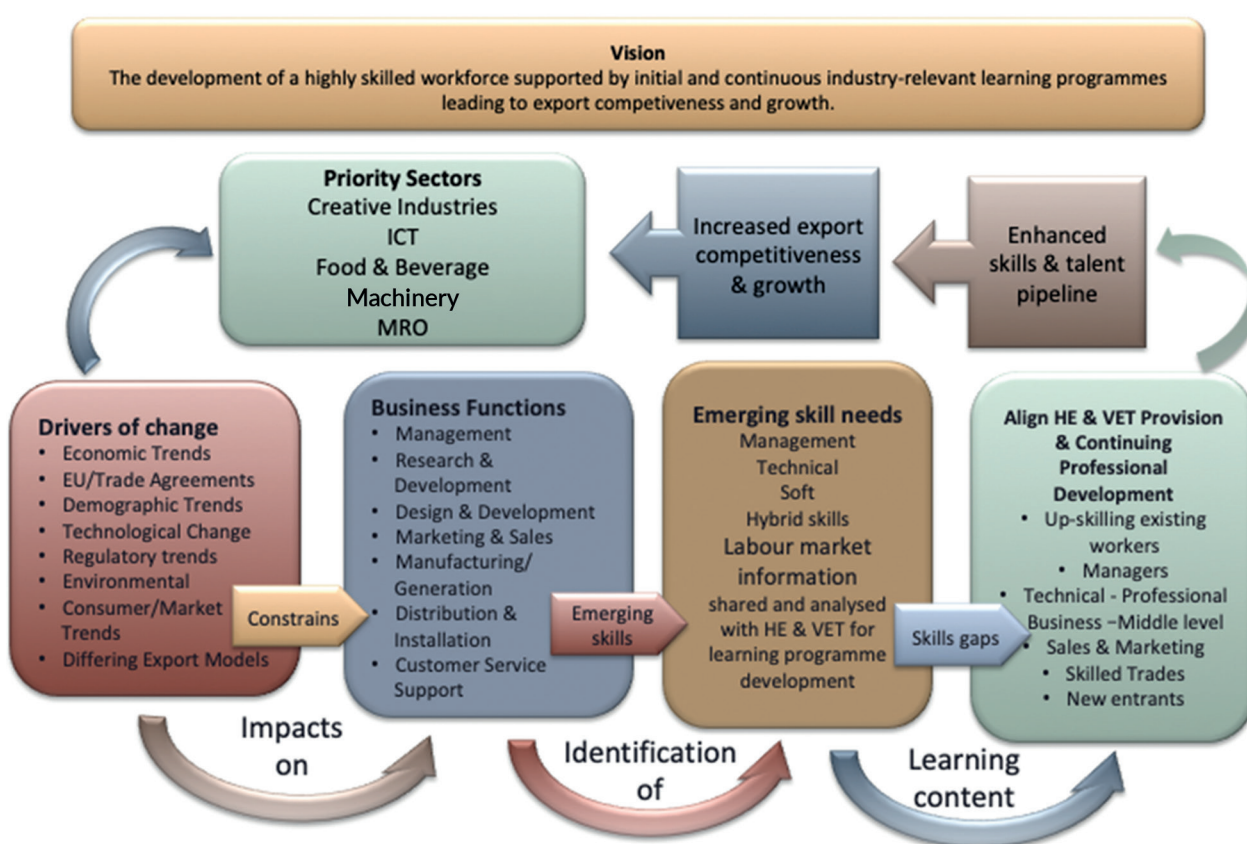 Vision
The development of a highly skilled workforce supported by initial and continuous industry-relevant learning programmes
leading to export competiveness and growth.
Priority Sectors
Creative Industries
ICT
Food & Beverage
Machinery
MRO
Increased export
competitiveness
& growth
Enhanced
skills & talent
pipeline
Drivers of change
• Economic Trends
• EU/Trade Agreements
• Demographic Trends
• Technological Change
• Regulatory trends
• Environmental
• Consumer/Market
Trends
• Differing Export Models
Constrains
Business Functions
• Management
• Research &
Development
• Design & Development
• Marketing & Sales
• Manufacturing/
Generation
• Distribution &
Installation
• Customer Service
Support
Emerging
skills
Emerging skill needs
Management
Technical
Soft
Hybrid skills
Labour market
information
shared and analysed
with HE & VET for
learning programme
development
Skills gaps
Align HE & VET Provision
& Continuing
Professional
Development
• Up-skilling existing
workers
• Managers
• Technical - Professional
Business –Middle level
• Sales & Marketing
• Skilled Trades
• New entrants
Impacts
on
Identification
of
Learning
content